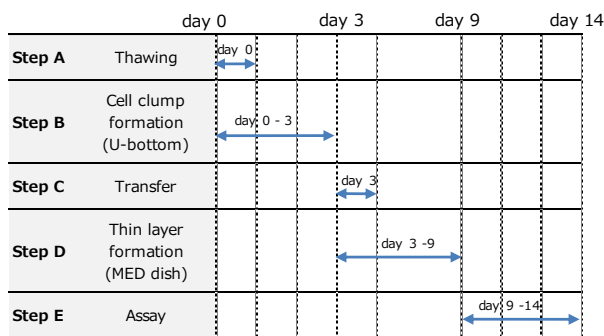 day 0 day 3 day 9 day 14
Step A Thawing day 0
Cell clump
Step B formation day 0 - 3
(U-bottom)
Step C Transfer day 3
Thin layer
Step D formation day 3 -9
(MED dish)
Step E Assay day 9 -14